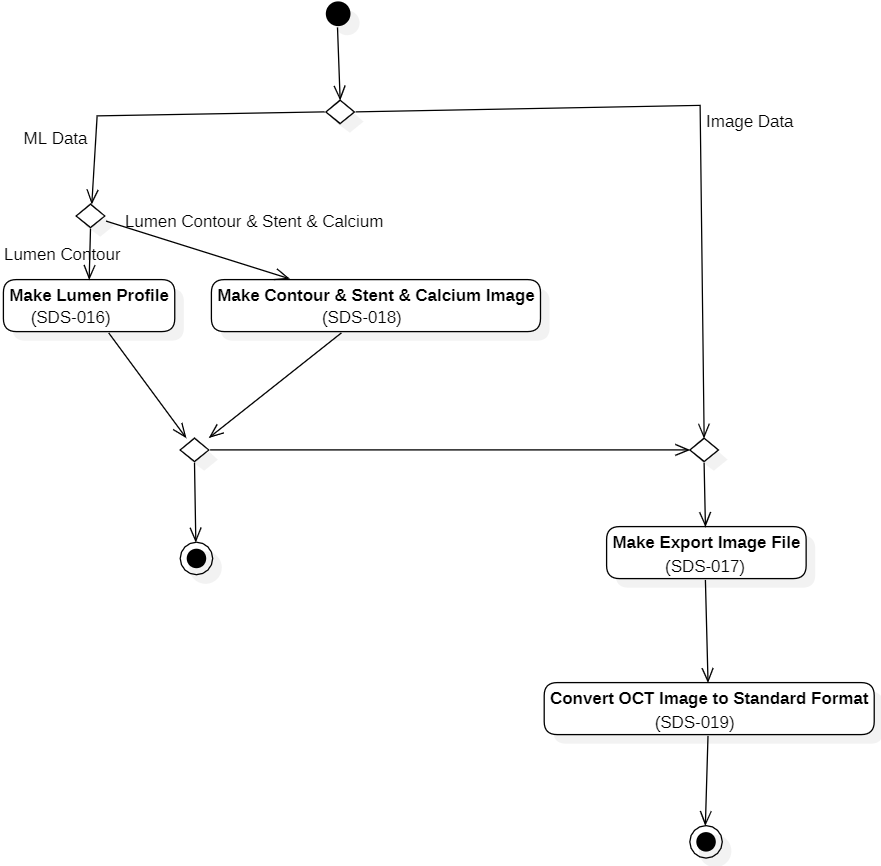 ML Data
Image Data
Lumen Contour & Stent & Calcium
Lumen Contour
Make Lumen Profile
(SDS-016)
Make Contour & Stent & Calcium Image
(SDS-018)
Make Export Image File
(SDS-017)
Convert OCT Image to Standard Format
(SDS-019)